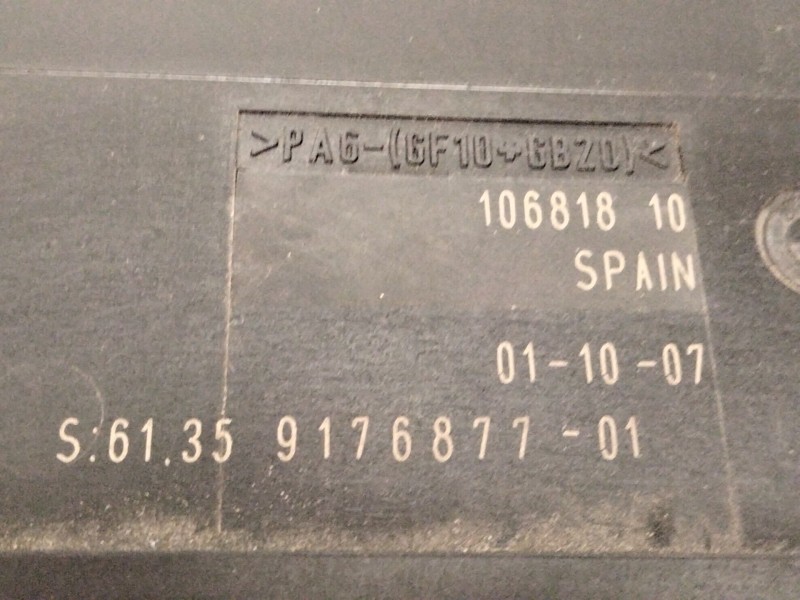 >PA6-(GF10+GB20)<
106818 10
SPAIN
01-10-07
S:61.35 9176877-01